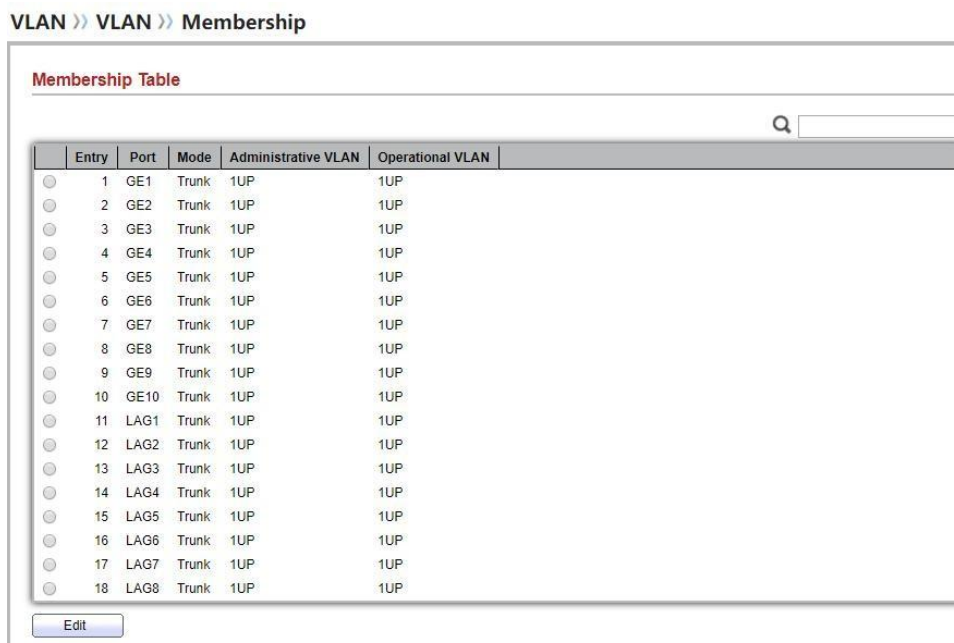 VLAN » VLAN » Membership
Membership Table
Entry Port Mode Administrative VLAN Operational VLAN
1 GE1 Trunk 1UP 1UP
2 GE2 Trunk 1UP 1UP
3 GE3 Trunk 1UP 1UP
4 GE4 Trunk 1UP 1UP
5 GE5 Trunk 1UP 1UP
6 GE6 Trunk 1UP 1UP
7 GE7 Trunk 1UP 1UP
8 GE8 Trunk 1UP 1UP
9 GE9 Trunk 1UP 1UP
10 GE10 Trunk 1UP 1UP
11 LAG1 Trunk 1UP 1UP
12 LAG2 Trunk 1UP 1UP
13 LAG3 Trunk 1UP 1UP
14 LAG4 Trunk 1UP 1UP
15 LAG5 Trunk 1UP 1UP
16 LAG6 Trunk 1UP 1UP
17 LAG7 Trunk 1UP 1UP
18 LAG8 Trunk 1UP 1UP
Edit